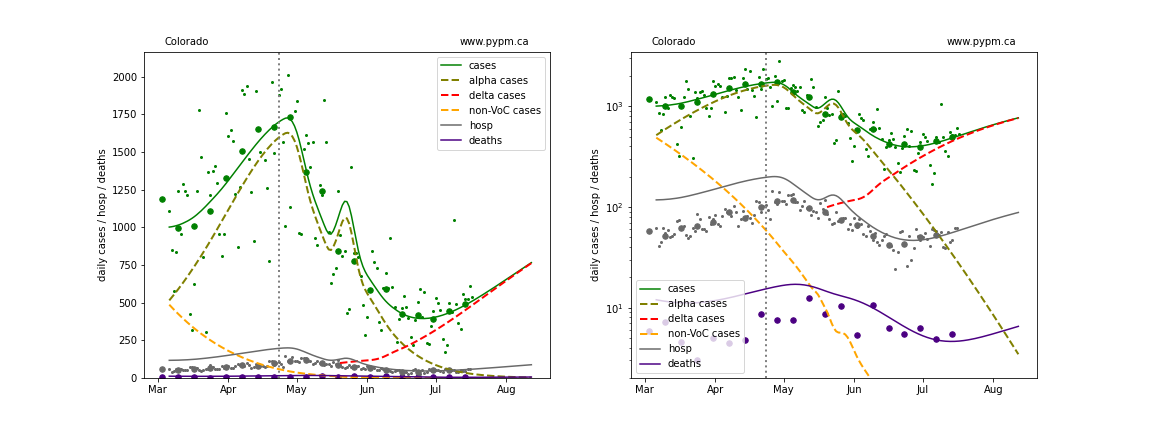 Colorado www.pypm.ca
daily cases / hosp / deaths
2000
1750
1500
1250
1000
750
500
250
0
Mar Apr May Jun Jul Aug
cases
alpha cases
delta cases
non-VoC cases
hosp
deaths
Colorado www.pypm.ca
daily cases / hosp / deaths
10³
10²
10¹
Mar Apr May Jun Jul Aug
cases
alpha cases
delta cases
non-VoC cases
hosp
deaths